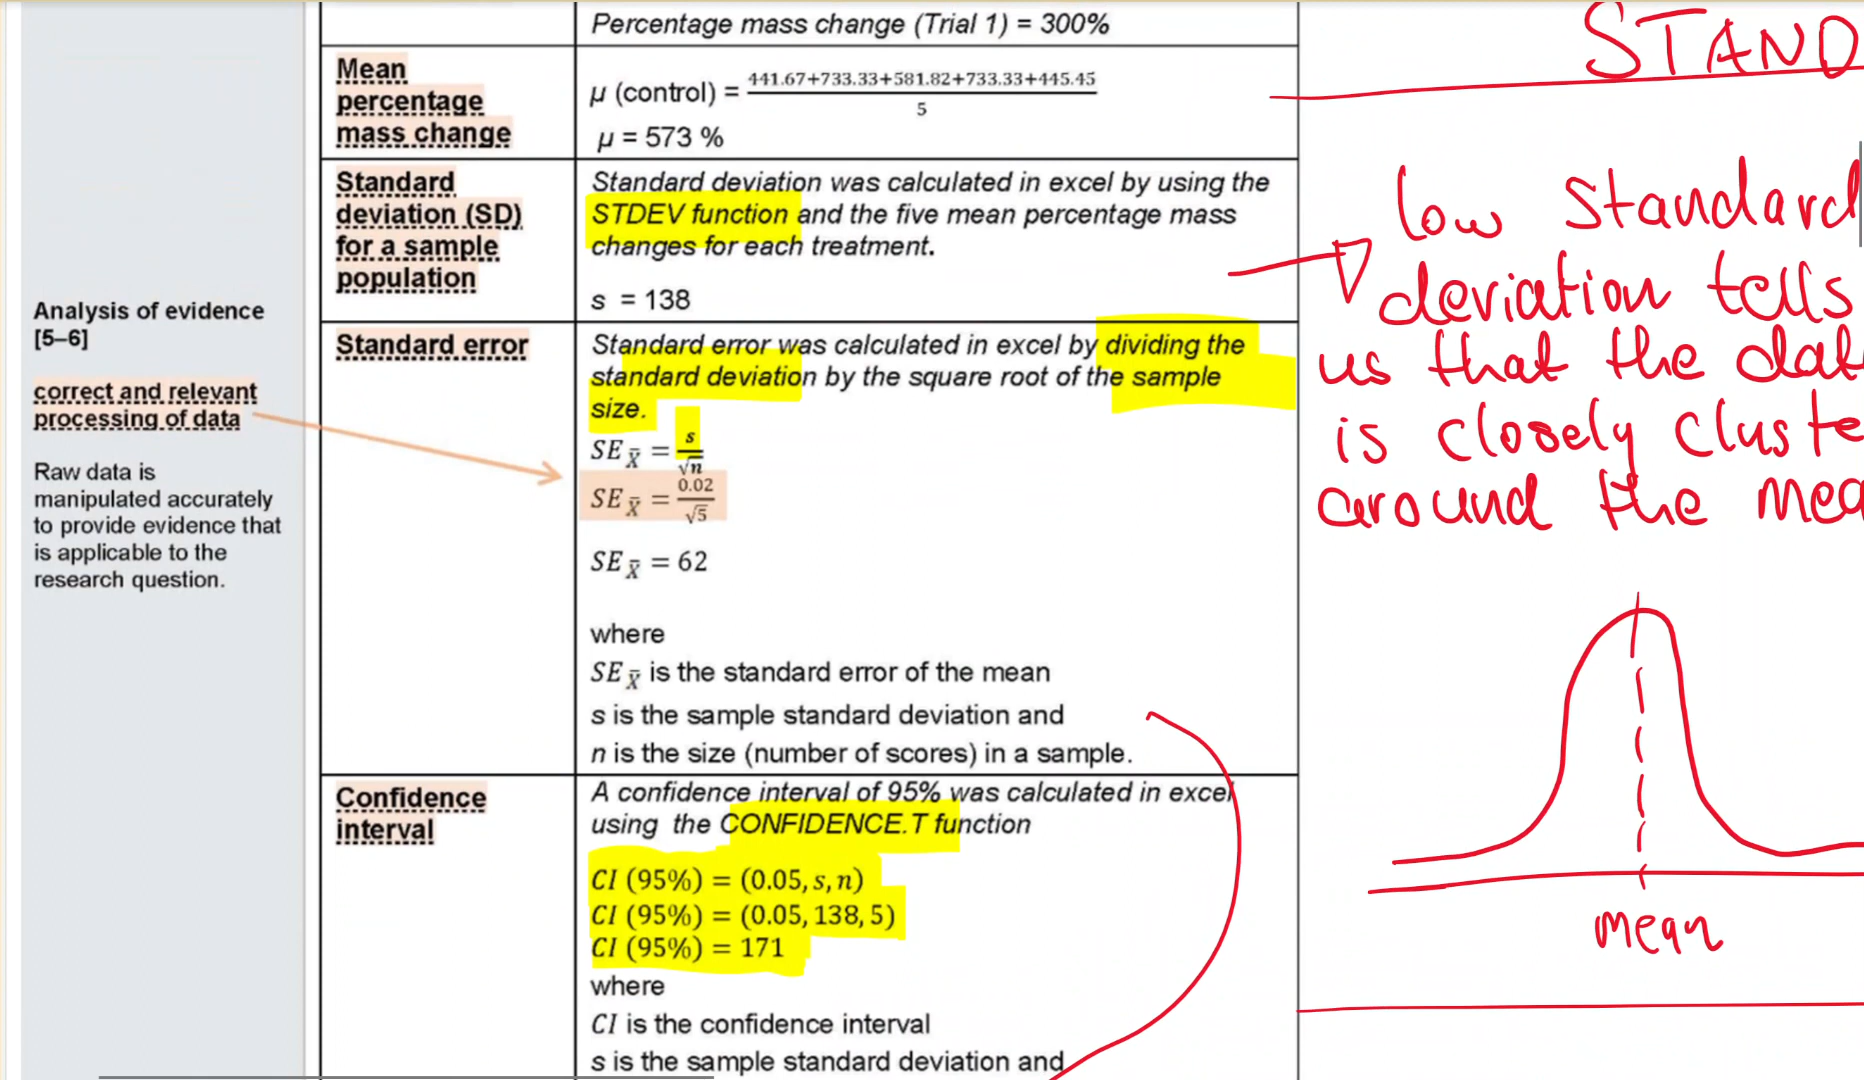 Analysis of evidence
[5–6]
correct and relevant
processing of data
Raw data is
manipulated accurately
to provide evidence that
is applicable to the
research question.
Percentage mass change (Trial 1) = 300%
Mean
percentage
mass change
μ (control) = (441.67+733.33+581.82+733.33+445.45)/5
μ = 573 %
Standard
deviation (SD)
for a sample
population
Standard deviation was calculated in excel by using the
STDEV function and the five mean percentage mass
changes for each treatment.
s = 138
Standard error
Standard error was calculated in excel by dividing the
standard deviation by the square root of the sample
size.
SE X̄ = s/√n
SE X̄ = 0.02/√5
SE X̄ = 62
where
SE X̄ is the standard error of the mean
s is the sample standard deviation and
n is the size (number of scores) in a sample.
Confidence
interval
A confidence interval of 95% was calculated in excel
using the CONFIDENCE.T function
CI (95%) = (0.05, s, n)
CI (95%) = (0.05, 138, 5)
CI (95%) = 171
where
CI is the confidence interval
s is the sample standard deviation and
STAND
low standard
deviation tells
us that the dat
is closely cluste
around the mea
mean